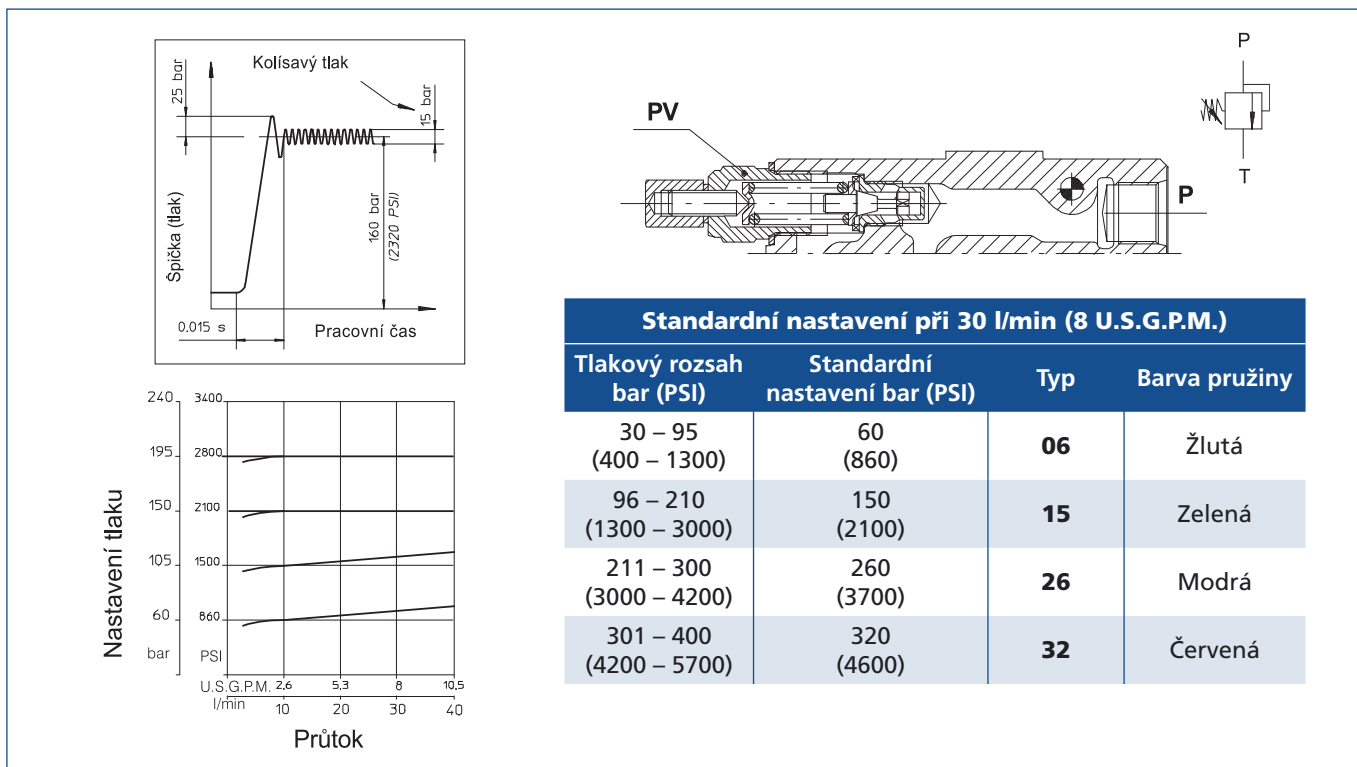 Kolísavý tlak
25 bar
15 bar
Špička (tlak)
160 bar
(2320 PSI)
0.015 s
Pracovní čas
P
T
PV
P
Standardní nastavení při 30 l/min (8 U.S.G.P.M.)
Tlakový rozsah bar (PSI) Standardní nastavení bar (PSI) Typ Barva pružiny
30 – 95 (400 – 1300) 60 (860) 06 Žlutá
96 – 210 (1300 – 3000) 150 (2100) 15 Zelená
211 – 300 (3000 – 4200) 260 (3700) 26 Modrá
301 – 400 (4200 – 5700) 320 (4600) 32 Červená
Nastavení tlaku
240 3400
195 2800
150 2100
105 1500
60 860
bar PSI
U.S.G.P.M. 2,6 5,3 8 10,5
l/min 10 20 30 40
Průtok